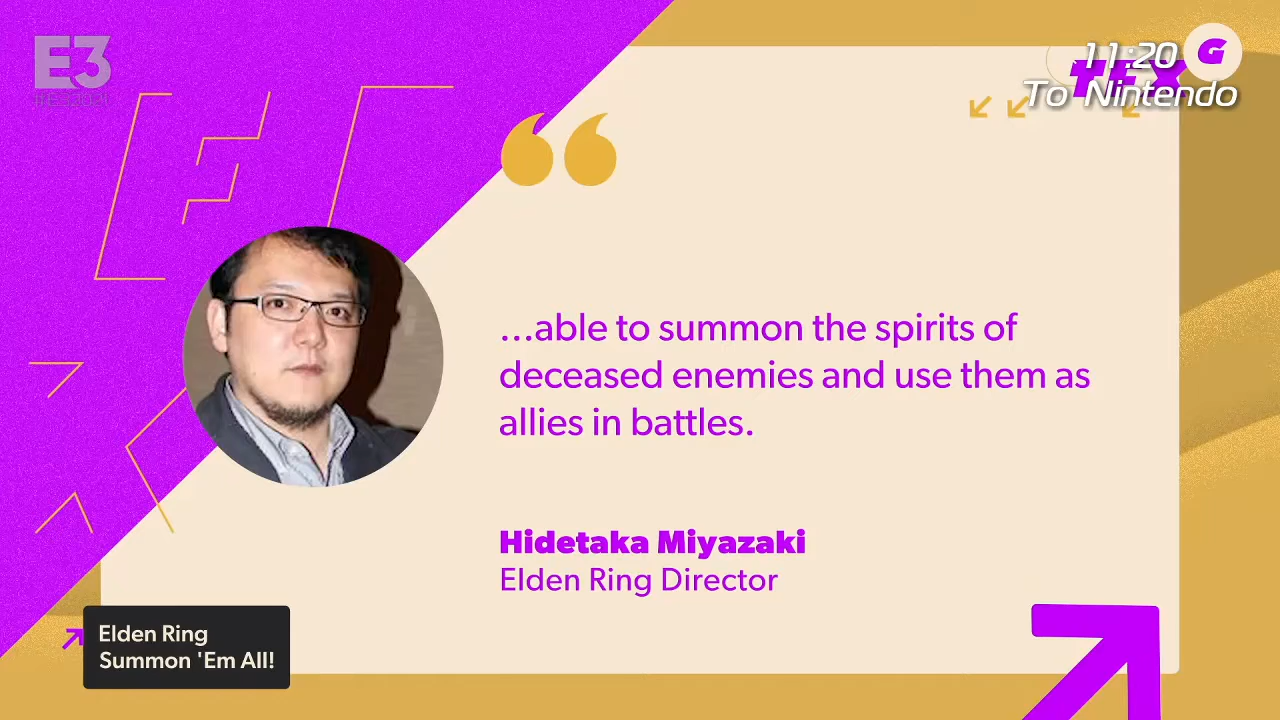 E3
#E32021
11:20
G
To Nintendo
…able to summon the spirits of
deceased enemies and use them as
allies in battles.
Hidetaka Miyazaki
Elden Ring Director
Elden Ring
Summon 'Em All!